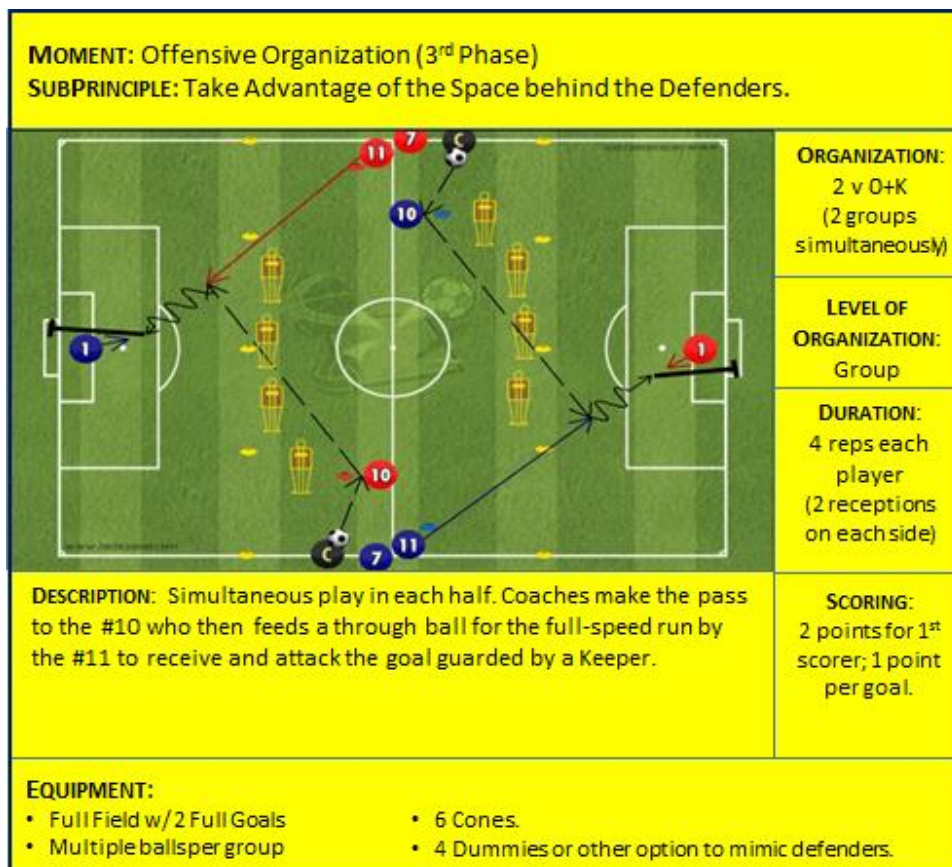 MOMENT: Offensive Organization (3rd Phase)
SUBPRINCIPLE: Take Advantage of the Space behind the Defenders.
11
7
C
10
1
1
10
C
7
11
ORGANIZATION:
2 v 0+K
(2 groups
simultaneously)
LEVEL OF
ORGANIZATION:
Group
DURATION:
4 reps each
player
(2 receptions
on each side)
DESCRIPTION: Simultaneous play in each half. Coaches make the pass
to the #10 who then feeds a through ball for the full-speed run by
the #11 to receive and attack the goal guarded by a Keeper.
SCORING:
2 points for 1st
scorer; 1 point
per goal.
EQUIPMENT:
• Full Field w/2 Full Goals
• Multiple balls per group
• 6 Cones.
• 4 Dummies or other option to mimic defenders.